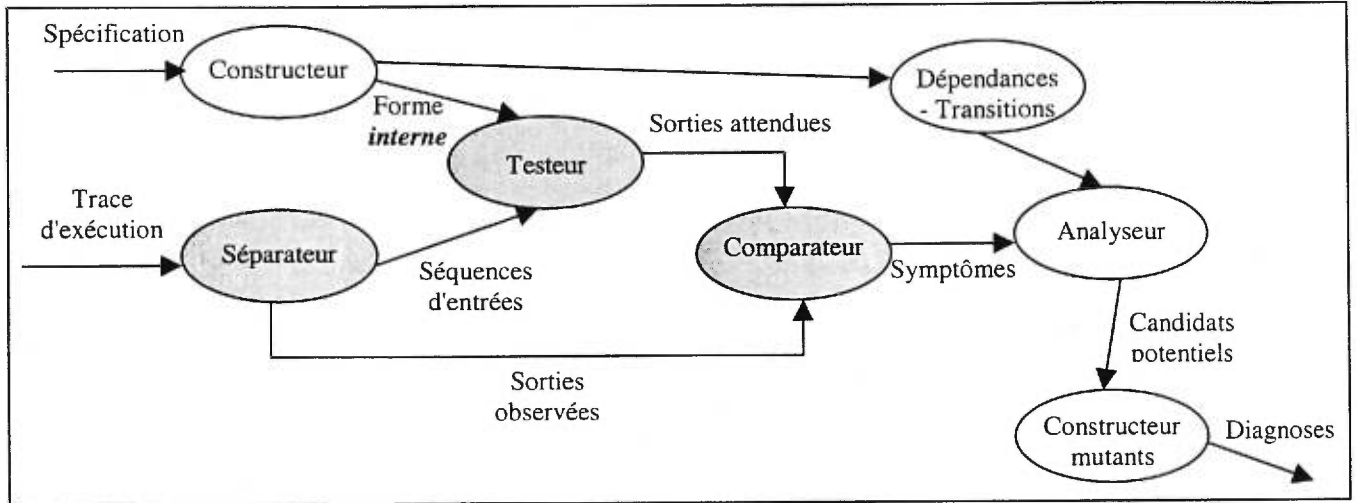 Spécification
Constructeur
Dépendances
- Transitions
Forme
interne
Sorties attendues
Testeur
Trace
d'exécution
Séparateur
Séquences
d'entrées
Comparateur
Symptômes
Analyseur
Candidats
potentiels
Sorties
observées
Constructeur
mutants
Diagnoses